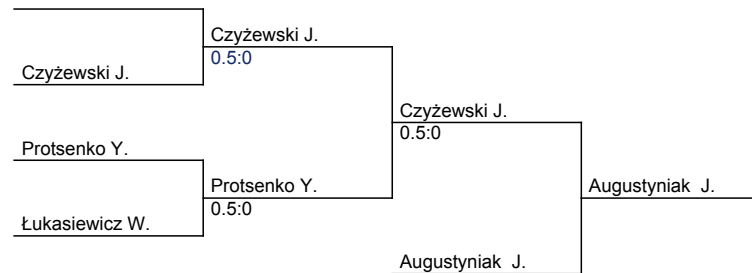 Czyżewski J.
0.5:0
Czyżewski J.
Czyżewski J.
0.5:0
Protsenko Y.
Protsenko Y.
0.5:0
Augustyniak J.
Łukasiewicz W.
Augustyniak J.